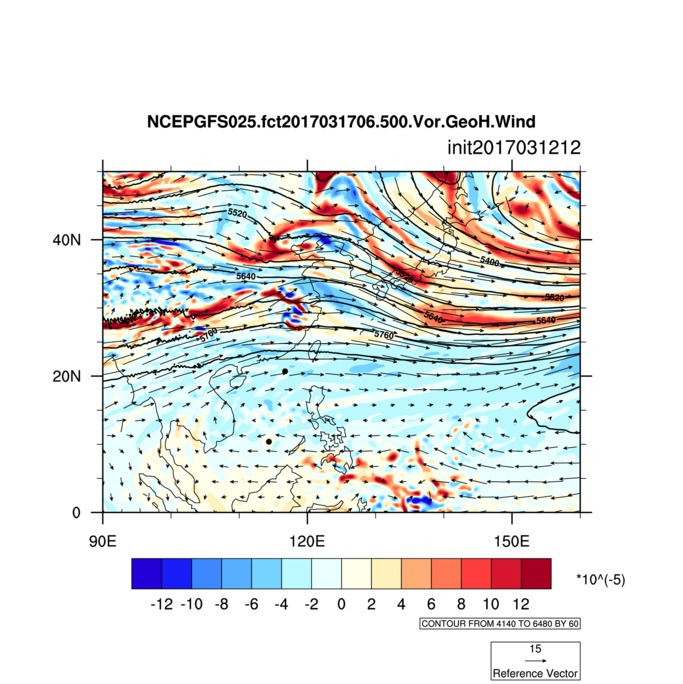 NCEPGFS025.fct2017031706.500.Vor.GeoH.Wind
init2017031212
5520
40N
5400
5640
5520
5640
5640
5760
5760
20N
0
90E 120E 150E
-12 -10 -8 -6 -4 -2 0 2 4 6 8 10 12
*10^(-5)
CONTOUR FROM 4140 TO 6480 BY 60
15
Reference Vector